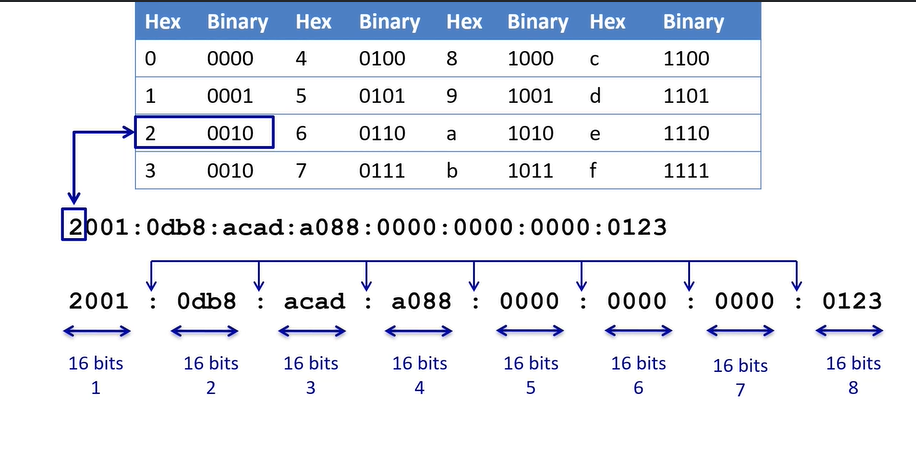 Hex Binary Hex Binary Hex Binary Hex Binary
0 0000 4 0100 8 1000 c 1100
1 0001 5 0101 9 1001 d 1101
2 0010 6 0110 a 1010 e 1110
3 0010 7 0111 b 1011 f 1111
2001:0db8:acad:a088:0000:0000:0000:0123
2001 : 0db8 : acad : a088 : 0000 : 0000 : 0000 : 0123
16 bits 16 bits 16 bits 16 bits 16 bits 16 bits 16 bits 16 bits
1 2 3 4 5 6 7 8